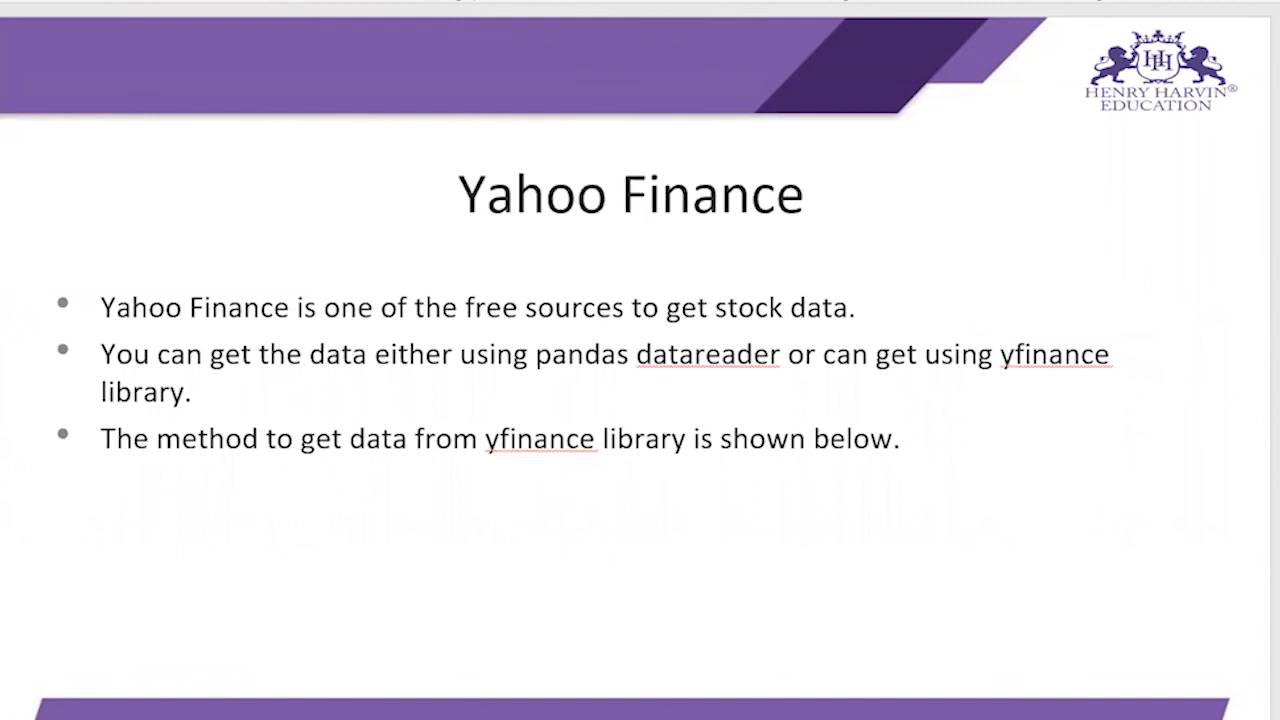 HENRY HARVIN®
EDUCATION
Yahoo Finance
• Yahoo Finance is one of the free sources to get stock data.
• You can get the data either using pandas datareader or can get using yfinance
library.
• The method to get data from yfinance library is shown below.